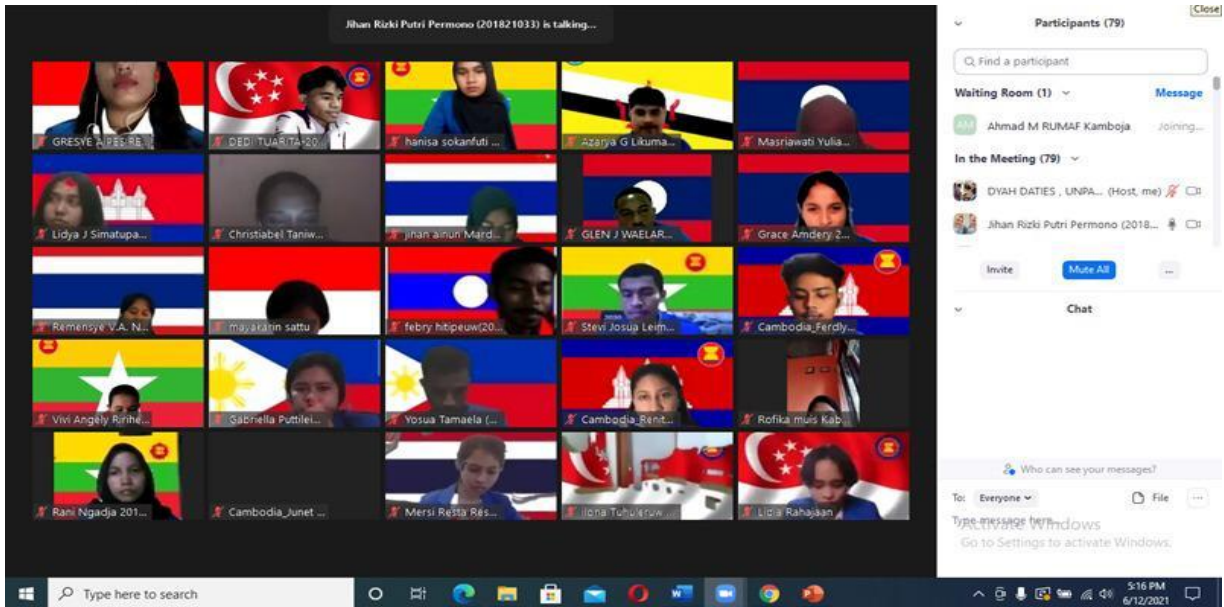 Close
Jihan Rizki Putri Permono (201821033) is talking...
GRESYE A PESIRE...
DEDI TUARITA-20...
hanisa sokanfuti ...
Azarya G Likuma...
Masriawati Yulia...
Lidya J Simatupa...
Christiabel Taniw...
jihan ainun Mard...
GLEN J WAELAR...
Grace Amdery 2...
Remensye V.A. N...
mayakarin sattu
febry hitipeuw(20...
Stevi Josua Leim...
Cambodia_Ferdly...
Vivi Angely Ririhe...
Gabriella Puttilei...
Yosua Tamaela (...
Cambodia_Renit...
Rofika muis Kab...
Rani Ngadja 201...
Cambodia_Junet ...
Mersi Resta Res...
Ilona Tuhuleruw ...
Lidia Rahajaan
Participants (79)
Find a participant
Waiting Room (1)
Message
AM
Ahmad M RUMAF Kamboja
Joining...
In the Meeting (79)
DYAH DATIES , UNPA... (Host, me)
Jihan Rizki Putri Permono (2018...
Invite
Mute All
...
Chat
Who can see your messages?
To: Everyone
File
...
Type message here...
Activate Windows
Go to Settings to activate Windows.
Type here to search
5:16 PM
6/12/2021